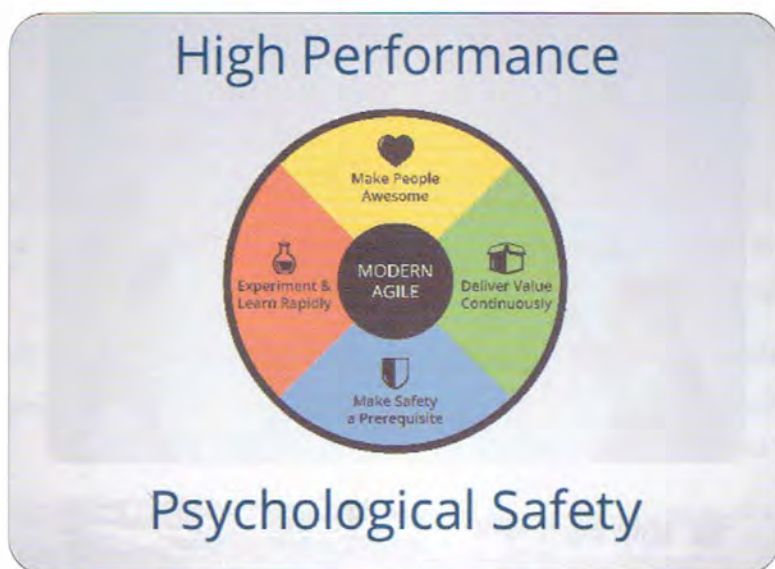 High Performance
Make People
Awesome
Experiment &
Learn Rapidly
MODERN
AGILE
Deliver Value
Continuously
Make Safety
a Prerequisite
Psychological Safety